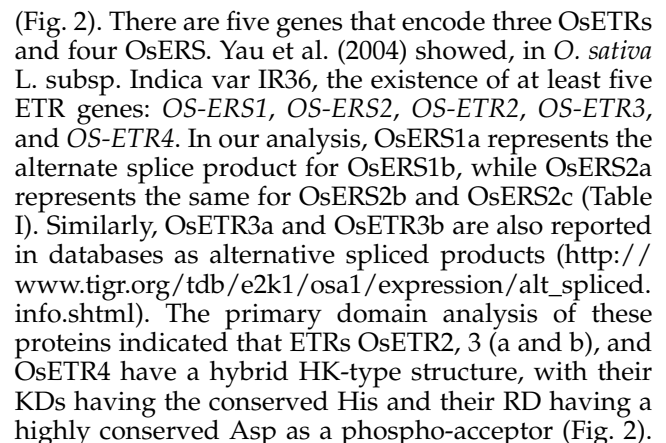 (Fig. 2). There are five genes that encode three OsETRs
and four OsERS. Yau et al. (2004) showed, in O. sativa
L. subsp. Indica var IR36, the existence of at least five
ETR genes: OS-ERS1, OS-ERS2, OS-ETR2, OS-ETR3,
and OS-ETR4. In our analysis, OsERS1a represents the
alternate splice product for OsERS1b, while OsERS2a
represents the same for OsERS2b and OsERS2c (Table
I). Similarly, OsETR3a and OsETR3b are also reported
in databases as alternative spliced products (http://
www.tigr.org/tdb/e2k1/osa1/expression/alt_spliced.
info.shtml). The primary domain analysis of these
proteins indicated that ETRs OsETR2, 3 (a and b), and
OsETR4 have a hybrid HK-type structure, with their
KDs having the conserved His and their RD having a
highly conserved Asp as a phospho-acceptor (Fig. 2).